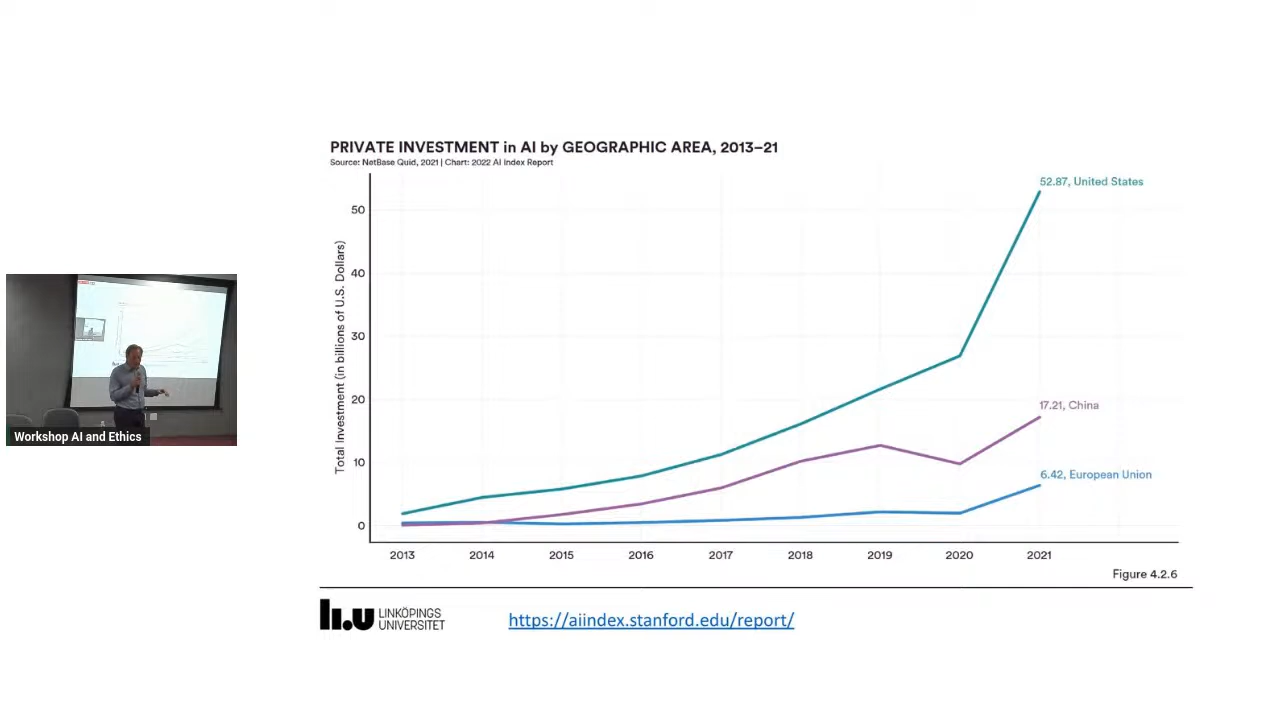 PRIVATE INVESTMENT in AI by GEOGRAPHIC AREA, 2013–21
Source: NetBase Quid, 2021 | Chart: 2022 AI Index Report
Total Investment (in billions of U.S. Dollars)
50
40
30
20
10
0
52.87, United States
17.21, China
6.42, European Union
2013 2014 2015 2016 2017 2018 2019 2020 2021
Figure 4.2.6
Workshop AI and Ethics
LINKÖPINGS
UNIVERSITET
https://aiindex.stanford.edu/report/